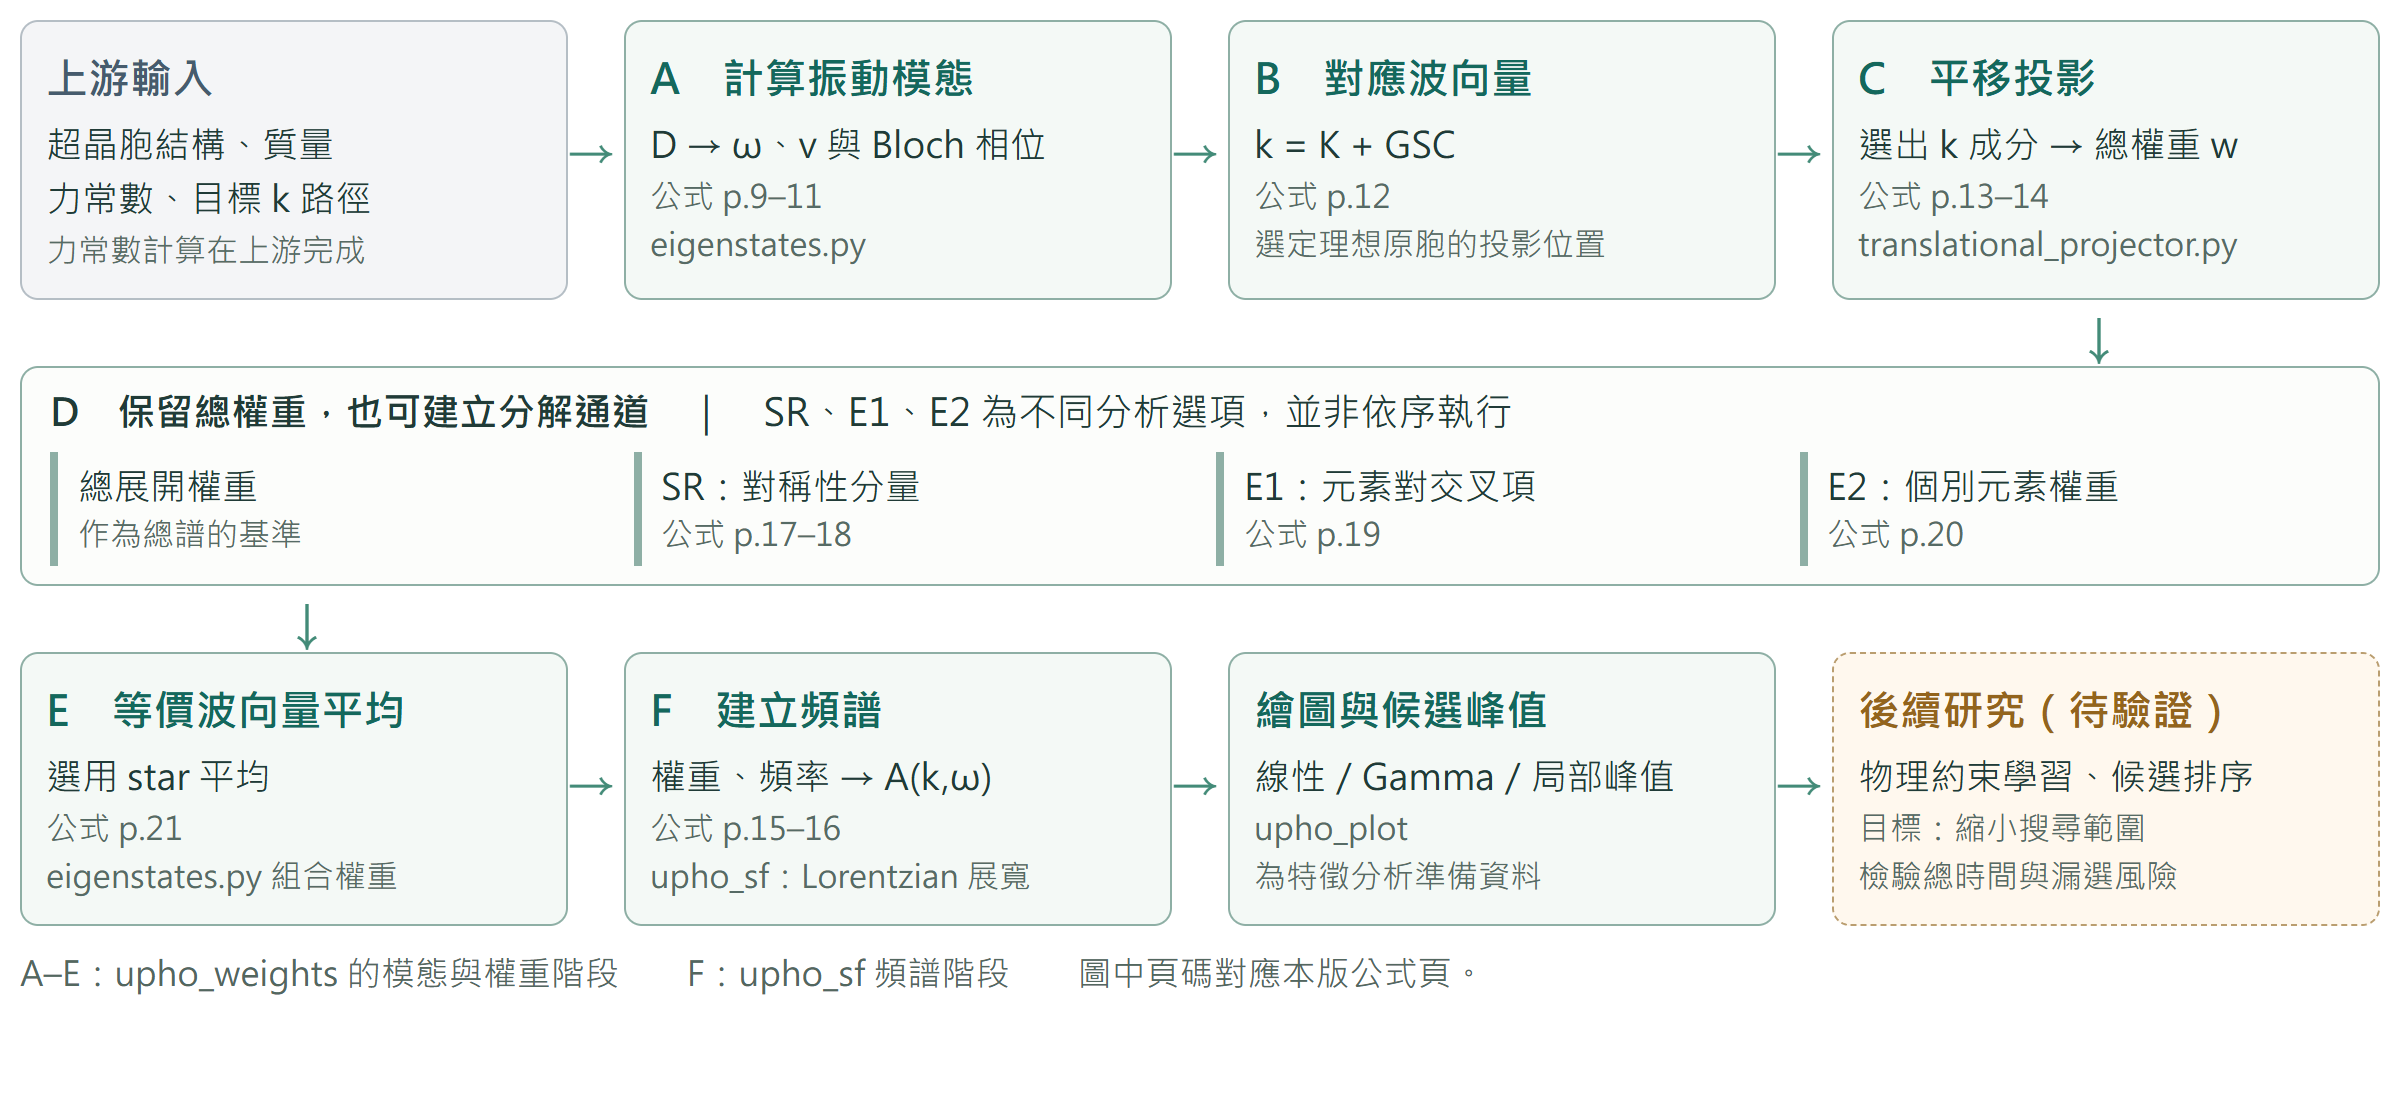 上游輸入
超晶胞結構、質量
力常數、目標 k 路徑
力常數計算在上游完成
→
A 計算振動模態
D → ω、v 與 Bloch 相位
公式 p.9–11
eigenstates.py
→
B 對應波向量
k = K + GSC
公式 p.12
選定理想原胞的投影位置
→
C 平移投影
選出 k 成分 → 總權重 w
公式 p.13–14
translational_projector.py
↓
D 保留總權重，也可建立分解通道 | SR、E1、E2 為不同分析選項，並非依序執行
總展開權重
作為總譜的基準
SR：對稱性分量
公式 p.17–18
E1：元素對交叉項
公式 p.19
E2：個別元素權重
公式 p.20
↓
E 等價波向量平均
選用 star 平均
公式 p.21
eigenstates.py 組合權重
→
F 建立頻譜
權重、頻率 → A(k,ω)
公式 p.15–16
upho_sf：Lorentzian 展寬
→
繪圖與候選峰值
線性 / Gamma / 局部峰值
upho_plot
為特徵分析準備資料
→
後續研究（待驗證）
物理約束學習、候選排序
目標：縮小搜尋範圍
檢驗總時間與漏選風險
A–E：upho_weights 的模態與權重階段 F：upho_sf 頻譜階段 圖中頁碼對應本版公式頁。